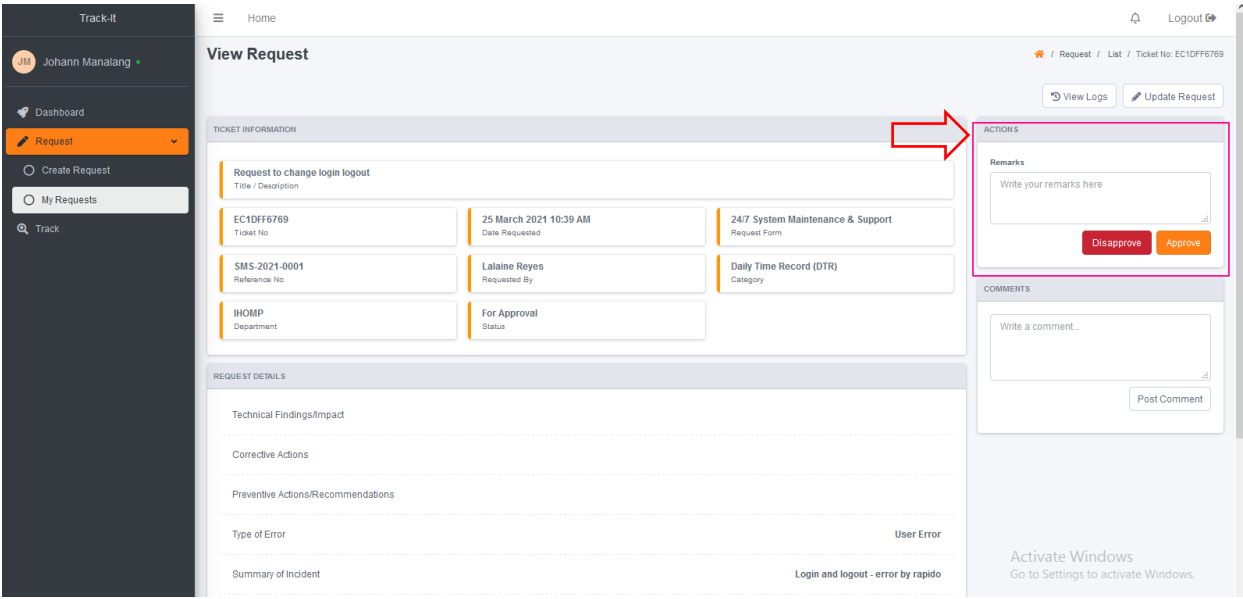 Track-It
Home
Logout
JM
Johann Manalang
View Request
/ Request / List / Ticket No: EC1DFF6769
Dashboard
Request
Create Request
My Requests
Track
View Logs
Update Request
TICKET INFORMATION
Request to change login logout
Title / Description
EC1DFF6769
Ticket No
25 March 2021 10:39 AM
Date Requested
24/7 System Maintenance & Support
Request Form
SMS-2021-0001
Reference No
Lalaine Reyes
Requested By
Daily Time Record (DTR)
Category
IHOMP
Department
For Approval
Status
ACTIONS
Remarks
Write your remarks here
Disapprove
Approve
COMMENTS
Write a comment...
Post Comment
REQUEST DETAILS
Technical Findings/Impact
Corrective Actions
Preventive Actions/Recommendations
Type of Error
User Error
Summary of Incident
Login and logout - error by rapido
Activate Windows
Go to Settings to activate Windows.